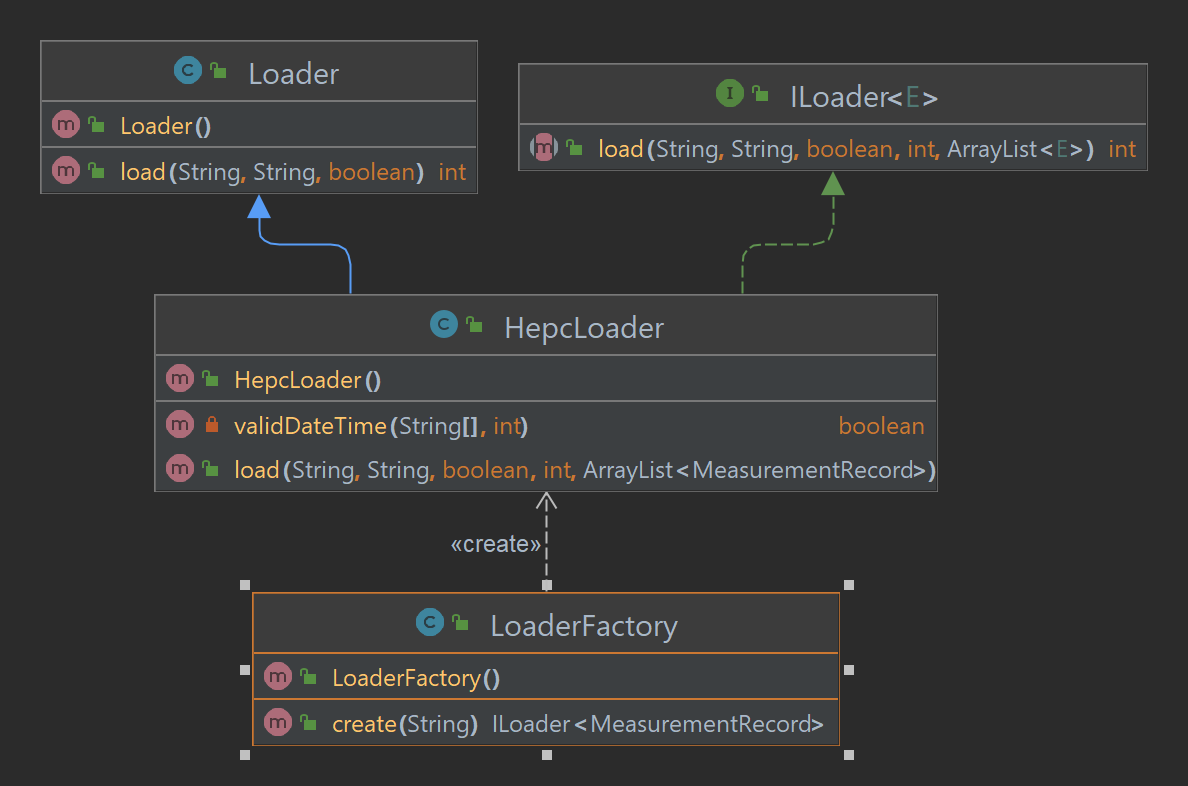 C Loader
m Loader()
m load(String, String, boolean) int
I ILoader<E>
m load(String, String, boolean, int, ArrayList<E>) int
C HepcLoader
m HepcLoader()
m validDateTime(String[], int) boolean
m load(String, String, boolean, int, ArrayList<MeasurementRecord>)
«create»
C LoaderFactory
m LoaderFactory()
m create(String) ILoader<MeasurementRecord>